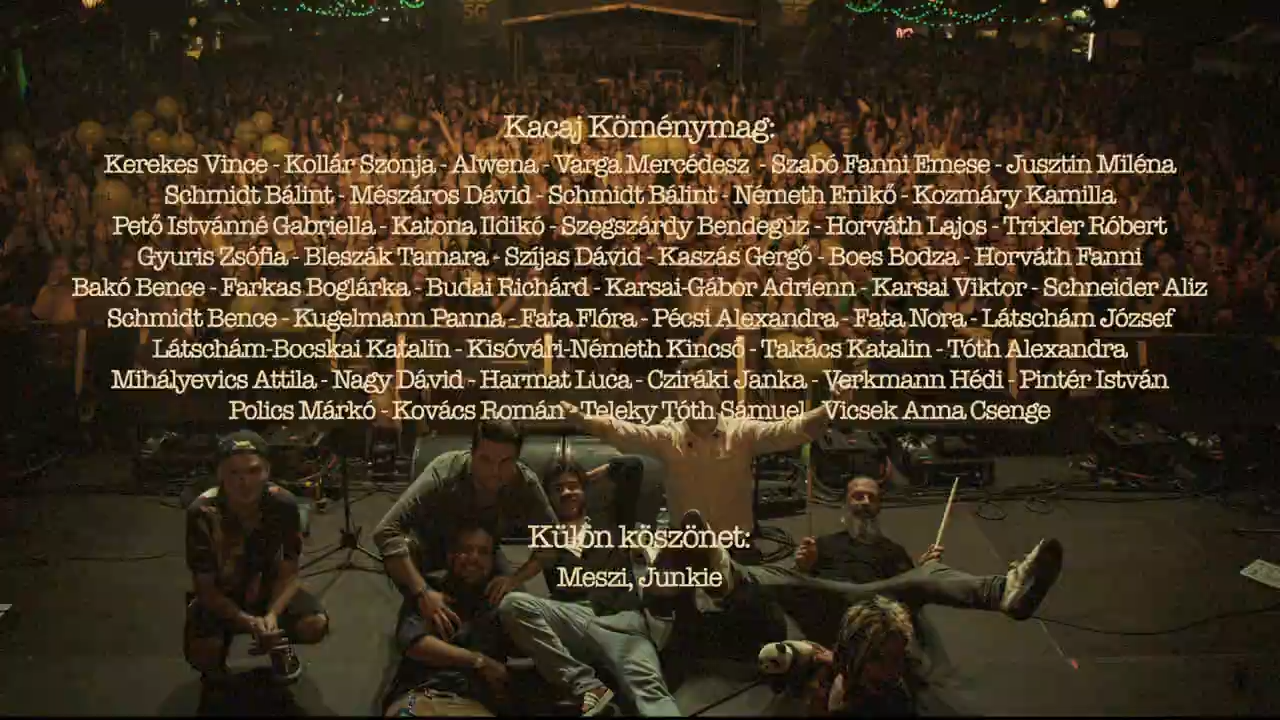 Kacaj Köménymag:
Kerekes Vince - Kollár Szonja - Alwena - Varga Mercédesz - Szabó Fanni Emese - Jusztin Miléna
Schmidt Bálint - Mészáros Dávid - Schmidt Bálint - Németh Enikő - Kozmáry Kamilla
Pető Istvánné Gabriella - Katona Ildikó - Szegszárdy Bendegúz - Horváth Lajos - Trixler Róbert
Gyuris Zsófia - Bleszák Tamara - Szíjas Dávid - Kaszás Gergő - Boes Bodza - Horváth Fanni
Bakó Bence - Farkas Boglárka - Budai Richárd - Karsai-Gábor Adrienn - Karsai Viktor - Schneider Aliz
Schmidt Bence - Kugelmann Panna - Fata Flóra - Pécsi Alexandra - Fata Nora - Látschám József
Látschám-Bocskai Katalin - Kisóvári-Németh Kincső - Takács Katalin - Tóth Alexandra
Mihályevics Attila - Nagy Dávid - Harmat Luca - Cziráki Janka - Verkmann Hédi - Pintér István
Polics Márkó - Kovács Román - Teleky Tóth Sámuel - Vicsek Anna Csenge
Külön köszönet:
Meszi, Junkie